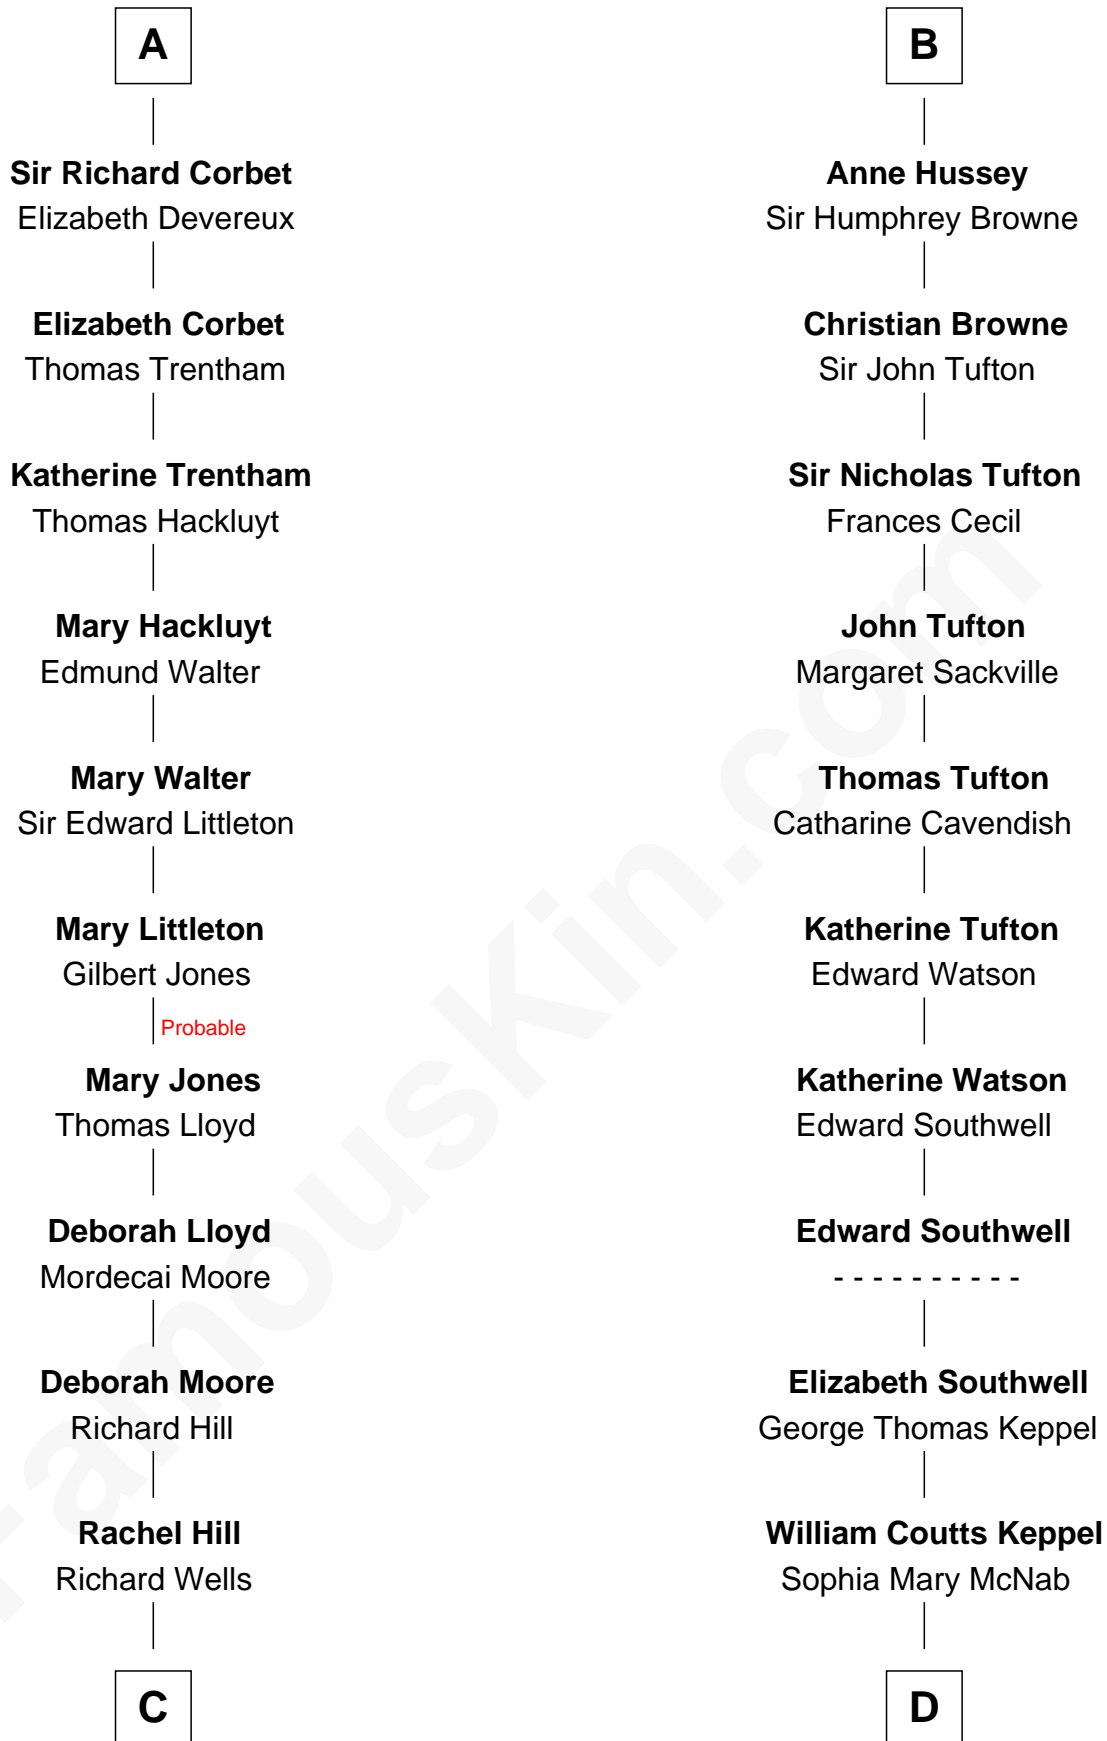 A
Sir Richard Corbet
Elizabeth Devereux
Elizabeth Corbet
Thomas Trentham
Katherine Trentham
Thomas Hackluyt
Mary Hackluyt
Edmund Walter
Mary Walter
Sir Edward Littleton
Mary Littleton
Gilbert Jones
Probable
Mary Jones
Thomas Lloyd
Deborah Lloyd
Mordecai Moore
Deborah Moore
Richard Hill
Rachel Hill
Richard Wells
C
B
Anne Hussey
Sir Humphrey Browne
Christian Browne
Sir John Tufton
Sir Nicholas Tufton
Frances Cecil
John Tufton
Margaret Sackville
Thomas Tufton
Catharine Cavendish
Katherine Tufton
Edward Watson
Katherine Watson
Edward Southwell
Edward Southwell
- - - - - - - - - -
Elizabeth Southwell
George Thomas Keppel
William Coutts Keppel
Sophia Mary McNab
D
FamousKin.com